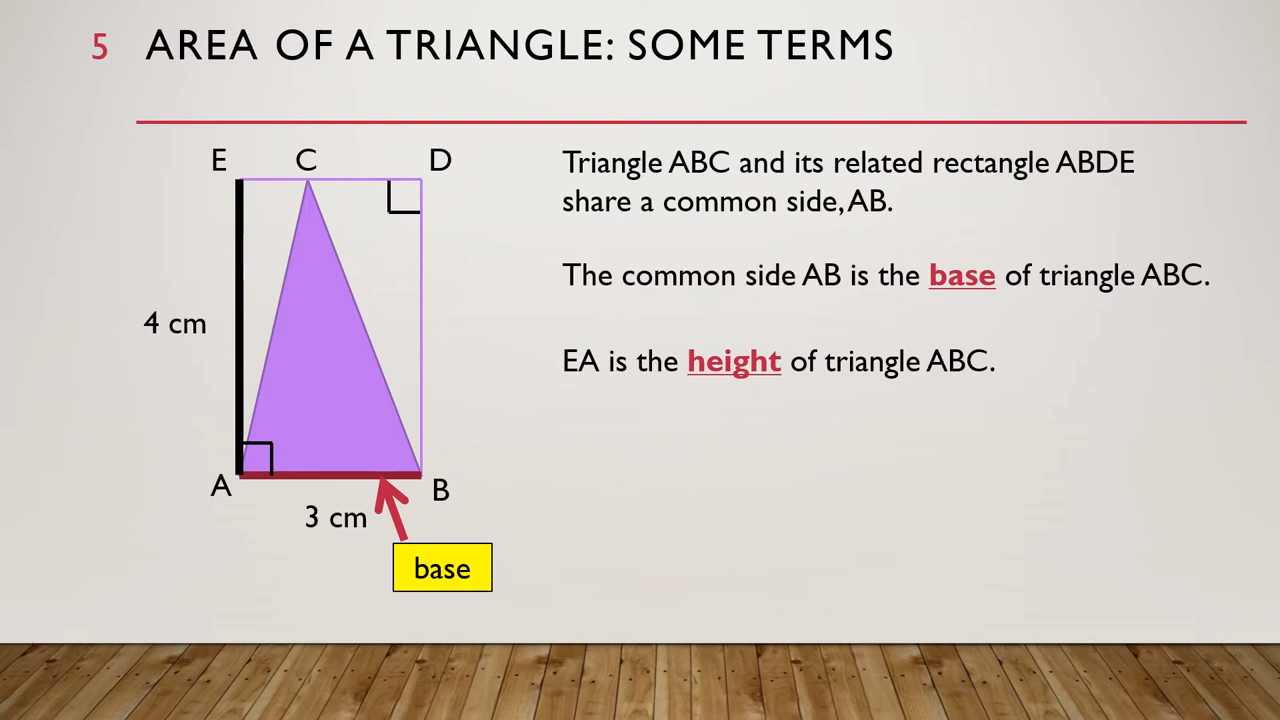 5 AREA OF A TRIANGLE: SOME TERMS
E C D
4 cm
A B
3 cm
base
Triangle ABC and its related rectangle ABDE
share a common side, AB.
The common side AB is the base of triangle ABC.
EA is the height of triangle ABC.